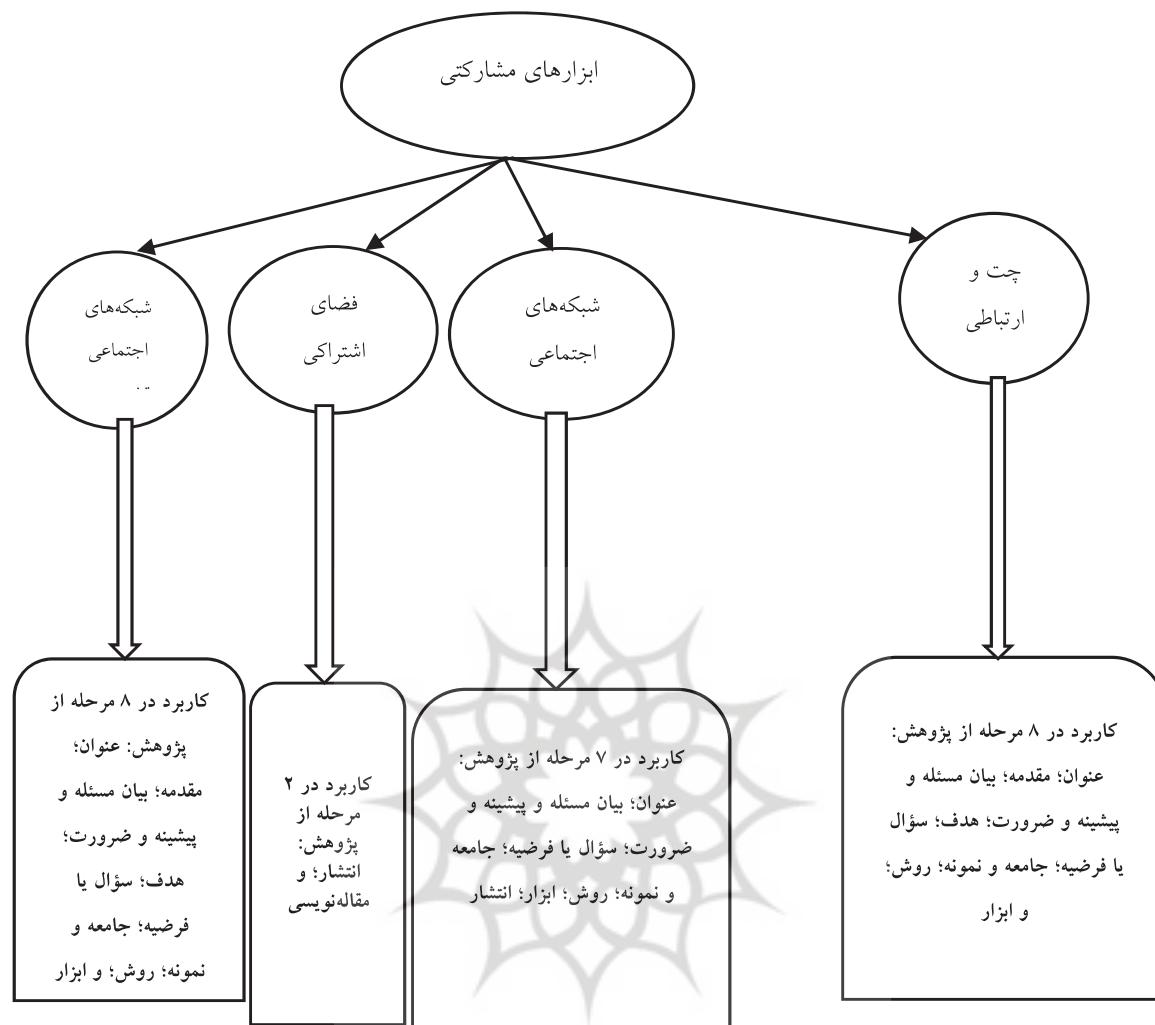 ابزارهای مشارکتی
چت و
ارتباطی
شبکه‌های
اجتماعی
فضای
اشتراکی
شبکه‌های
اجتماعی
کاربرد در ۸ مرحله از پژوهش:
عنوان؛ مقدمه؛ بیان مسئله و
پیشینه و ضرورت؛ هدف؛ سؤال
یا فرضیه؛ جامعه و نمونه؛ روش؛
و ابزار
کاربرد در ۷ مرحله از پژوهش:
عنوان؛ بیان مسئله و پیشینه و
ضرورت؛ سؤال یا فرضیه؛ جامعه
و نمونه؛ روش؛ ابزار؛ انتشار
کاربرد در ۲
مرحله از
پژوهش:
انتشار؛ و
مقاله‌نویسی
کاربرد در ۸ مرحله از
پژوهش: عنوان؛
مقدمه؛ بیان مسئله و
پیشینه و ضرورت؛
هدف؛ سؤال یا
فرضیه؛ جامعه و
نمونه؛ روش؛ و ابزار